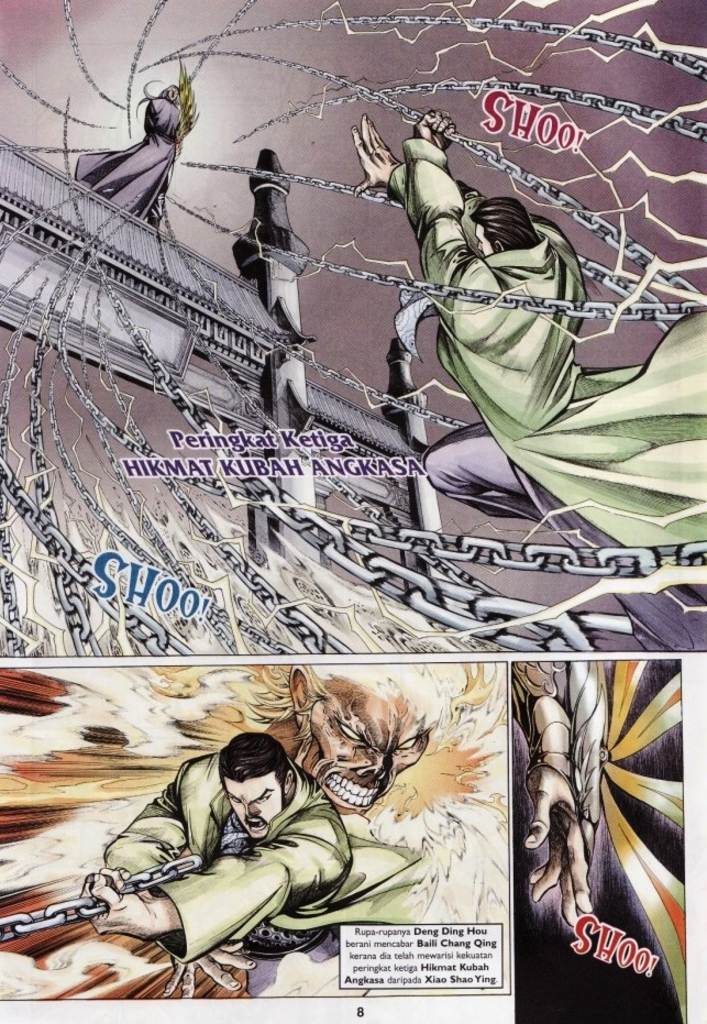 SHOO!
Peringkat Ketiga
HIKMAT KUBAH ANGKASA
SHOO!
Rupa-rupanya Deng Ding Hou
berani mencabar Baili Chang Qing
kerana dia telah mewarisi kekuatan
peringkat ketiga Hikmat Kubah
Angkasa daripada Xiao Shao Ying.
SHOO!
8